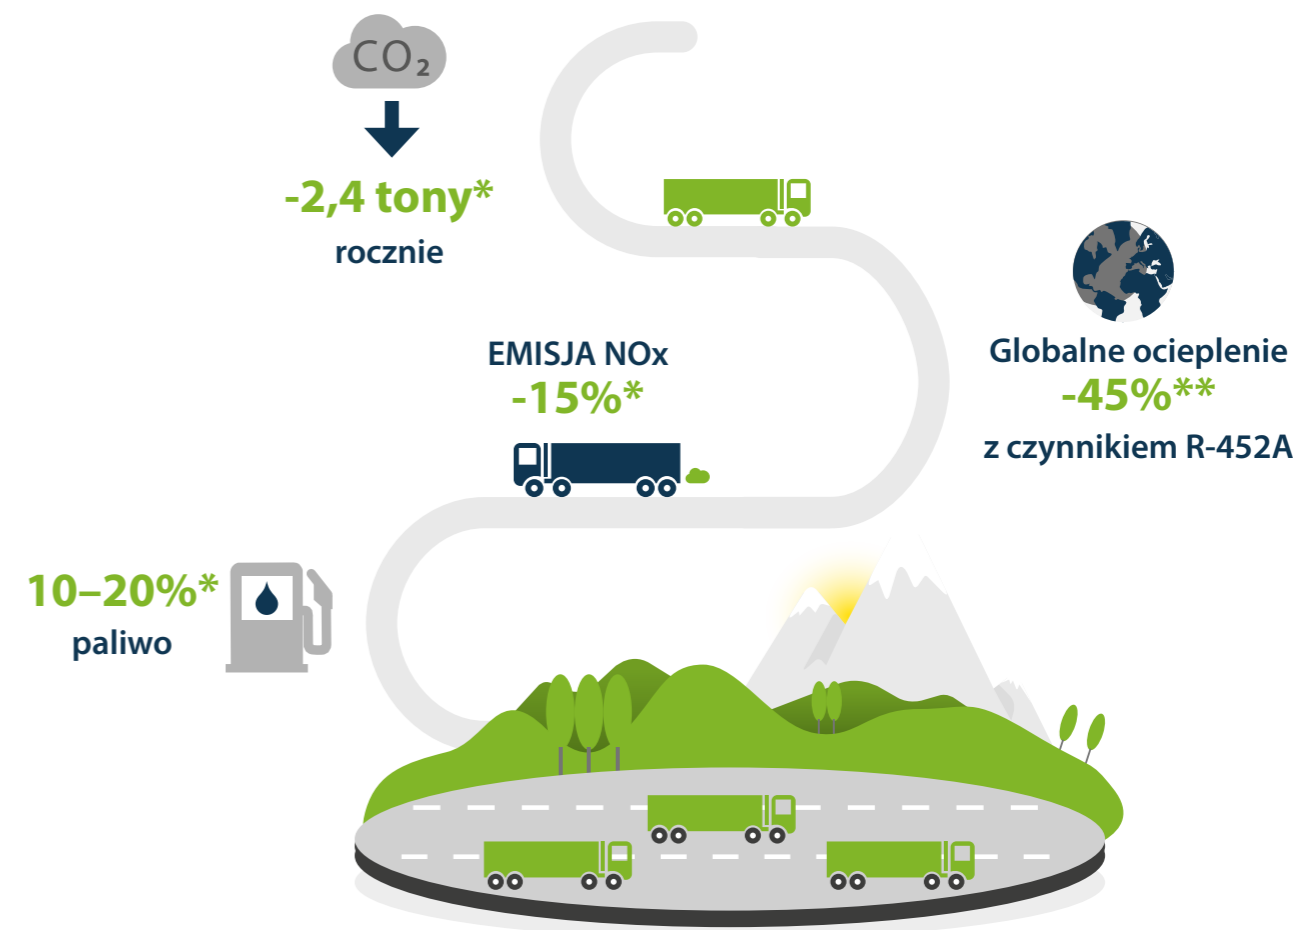 CO₂
-2,4 tony*
rocznie
EMISJA NOx
-15%*
Globalne ocieplenie
-45%**
z czynnikiem R-452A
10–20%*
paliwo